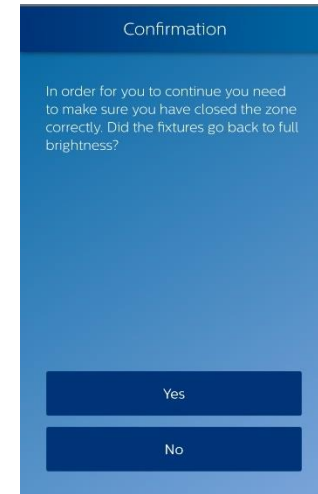 Confirmation
In order for you to continue you need
to make sure you have closed the zone
correctly. Did the fixtures go back to full
brightness?
Yes
No